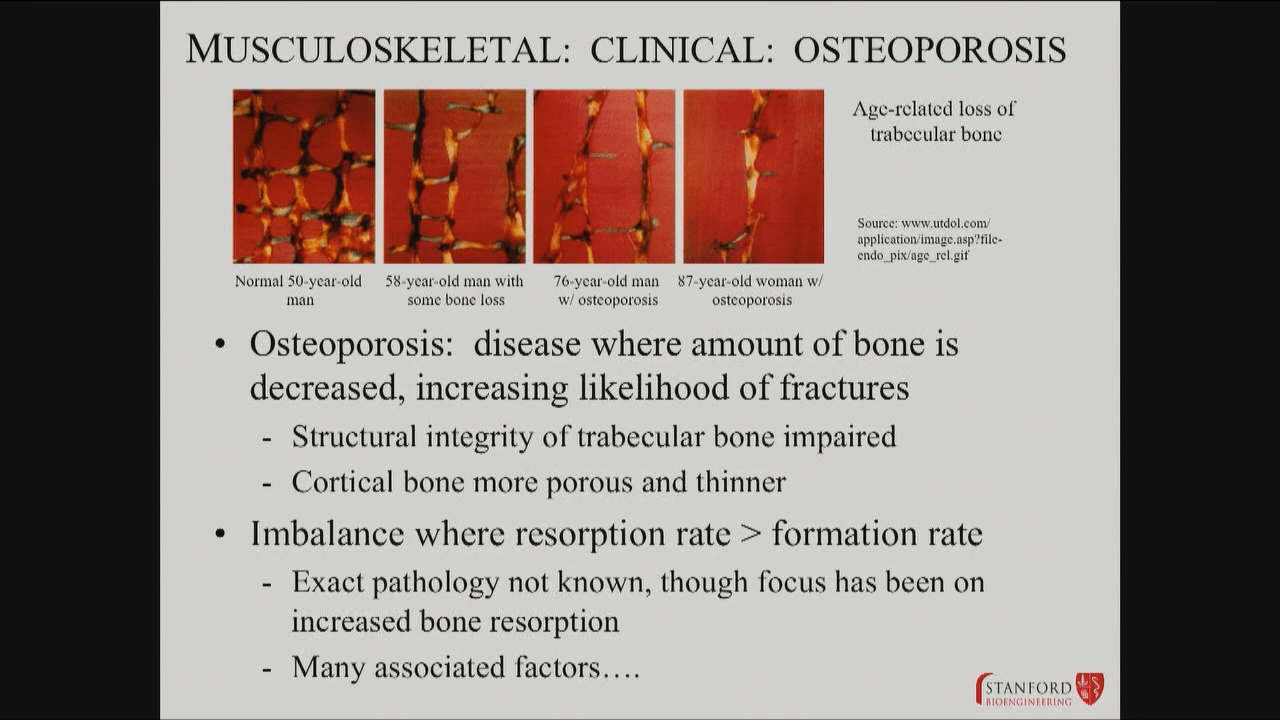 MUSCULOSKELETAL: CLINICAL: OSTEOPOROSIS
Age-related loss of
trabecular bone
Source: www.utdol.com/
application/image.asp?file-
endo_pix/age_rel.gif
Normal 50-year-old
man
58-year-old man with
some bone loss
76-year-old man
w/ osteoporosis
87-year-old woman w/
osteoporosis
• Osteoporosis: disease where amount of bone is
decreased, increasing likelihood of fractures
- Structural integrity of trabecular bone impaired
- Cortical bone more porous and thinner
• Imbalance where resorption rate > formation rate
- Exact pathology not known, though focus has been on
increased bone resorption
- Many associated factors….
STANFORD
BIOENGINEERING